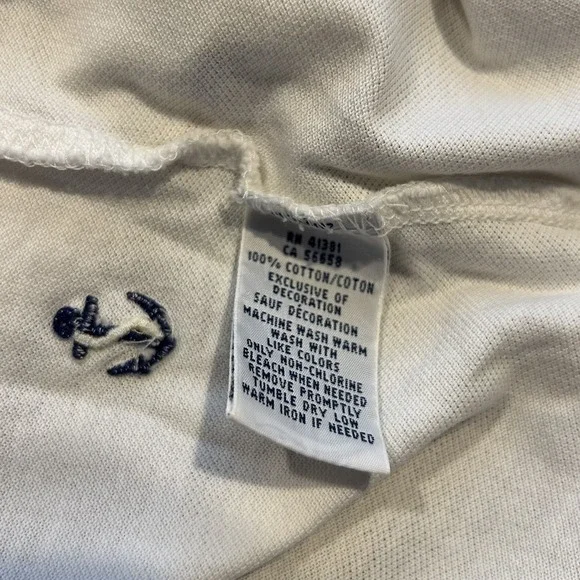 RN 41381
CA 56658
100% COTTON/COTON
EXCLUSIVE OF
DECORATION
SAUF DÉCORATION
MACHINE WASH WARM
WASH WITH
LIKE COLORS
ONLY NON-CHLORINE
BLEACH WHEN NEEDED
REMOVE PROMPTLY
TUMBLE DRY LOW
WARM IRON IF NEEDED